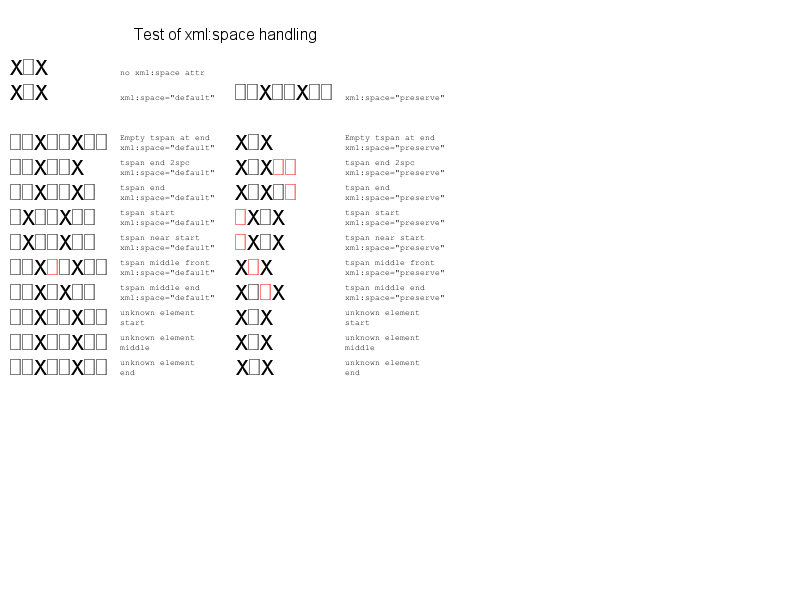 Test of xml:space handling
X□X no xml:space attr
X□X xml:space="default" □□X□□X□□ xml:space="preserve"
□□X□□X□□ Empty tspan at end X□X Empty tspan at end
xml:space="default" xml:space="preserve"
□□X□□X tspan end 2spc X□X□□ tspan end 2spc
xml:space="default" xml:space="preserve"
□□X□□X□ tspan end X□X□□ tspan end
xml:space="default" xml:space="preserve"
□X□□X□□ tspan start □X□X tspan start
xml:space="default" xml:space="preserve"
□X□□X□□ tspan near start □X□X tspan near start
xml:space="default" xml:space="preserve"
□□X□□X□□ tspan middle front X□X tspan middle front
xml:space="default" xml:space="preserve"
□□X□X□□ tspan middle end X□□X tspan middle end
xml:space="default" xml:space="preserve"
□□X□□X□□ unknown element X□X unknown element
start start
□□X□□X□□ unknown element X□X unknown element
middle middle
□□X□□X□□ unknown element X□X unknown element
end end